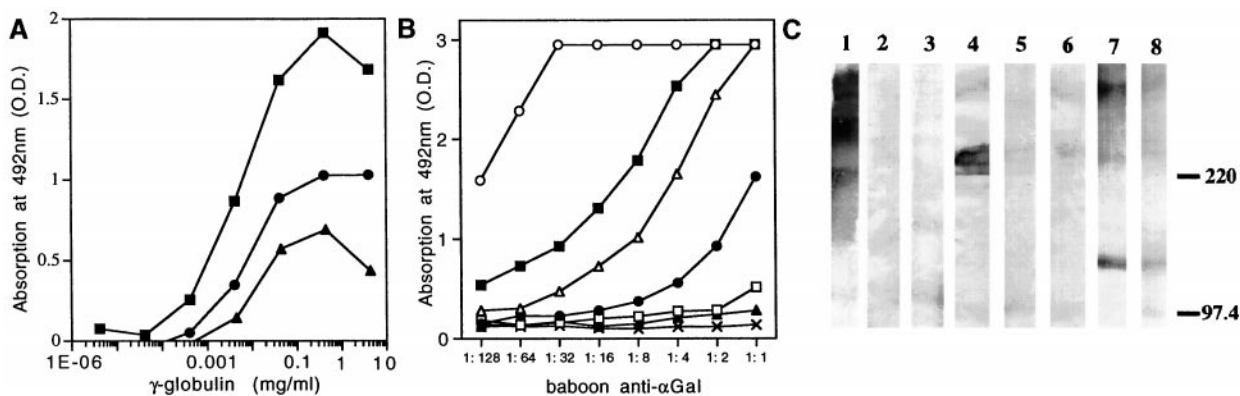 A
Absorption at 492nm (O.D.)
2
1.5
1
0.5
0
1E-06
0.001
0.1
1
10
γ-globulin (mg/ml)
B
Absorption at 492nm (O.D.)
3
2
1
0
1: 128
1: 64
1: 32
1: 16
1: 8
1: 4
1: 2
1: 1
baboon anti-αGal
C
1 2 3 4 5 6 7 8
220
97.4